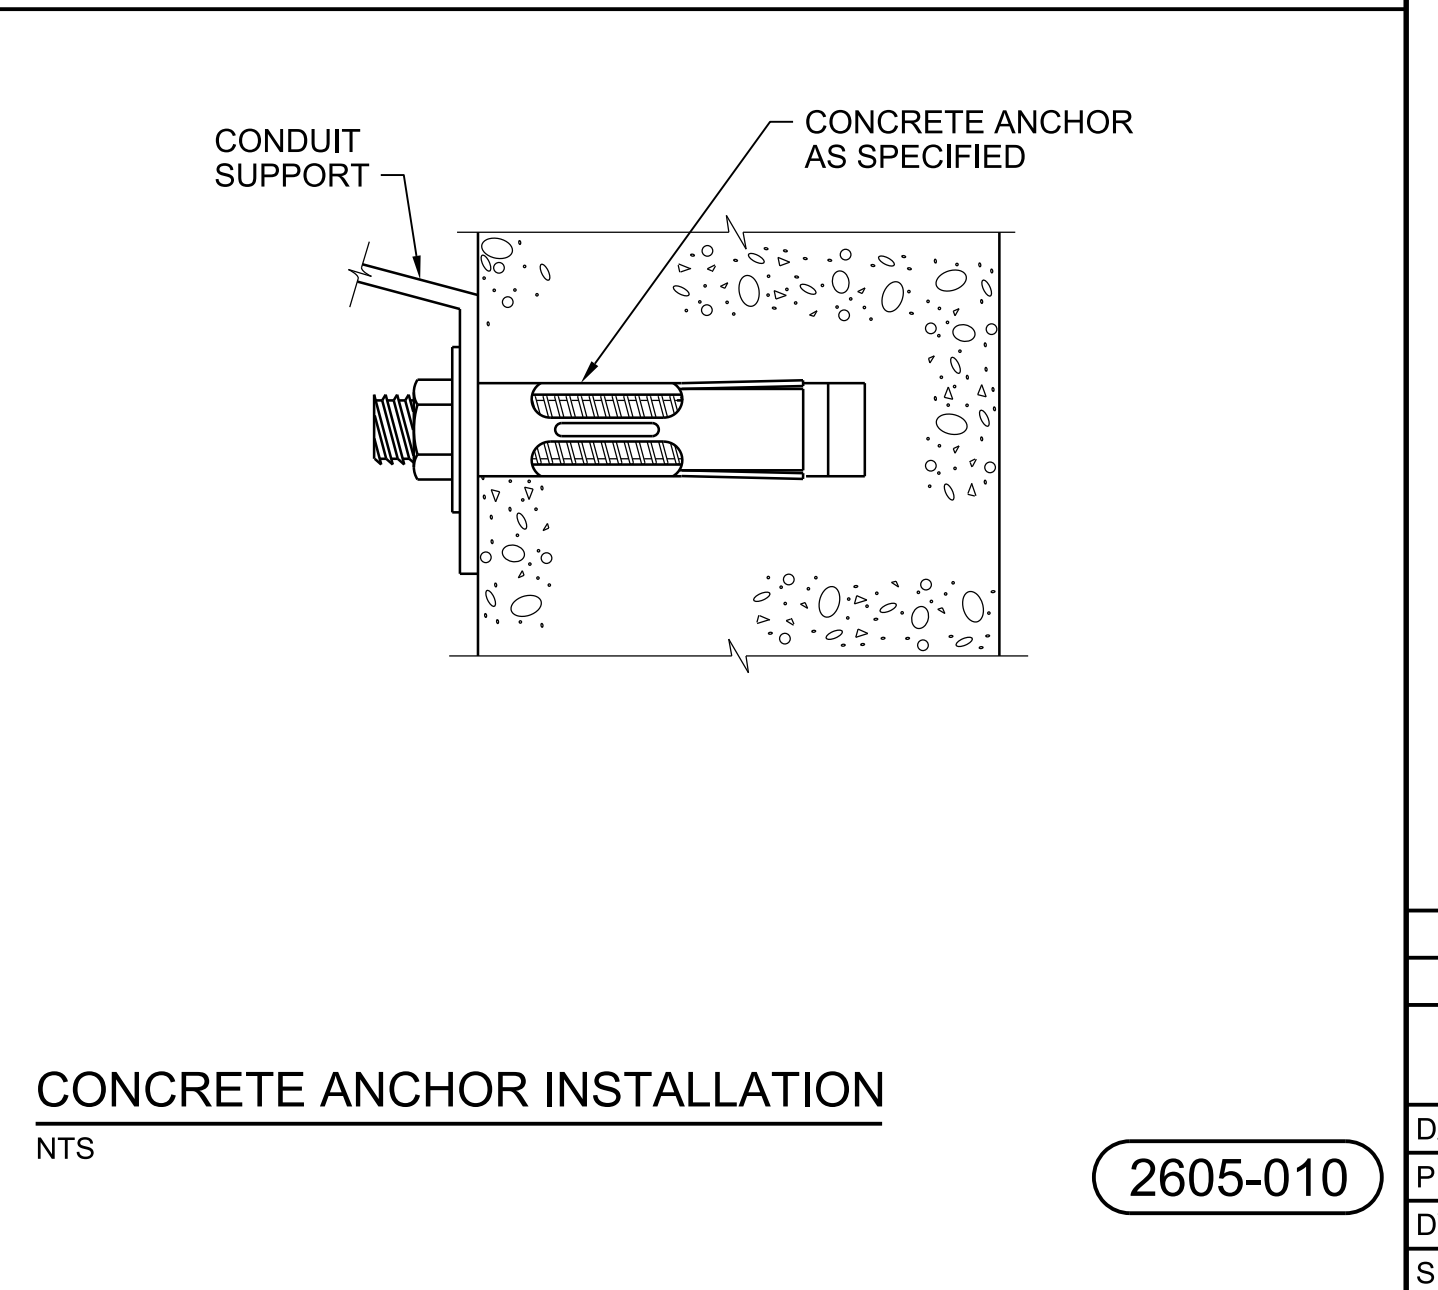 CONDUIT
SUPPORT
CONCRETE ANCHOR
AS SPECIFIED
CONCRETE ANCHOR INSTALLATION
NTS
2605-010
D
P
D
S